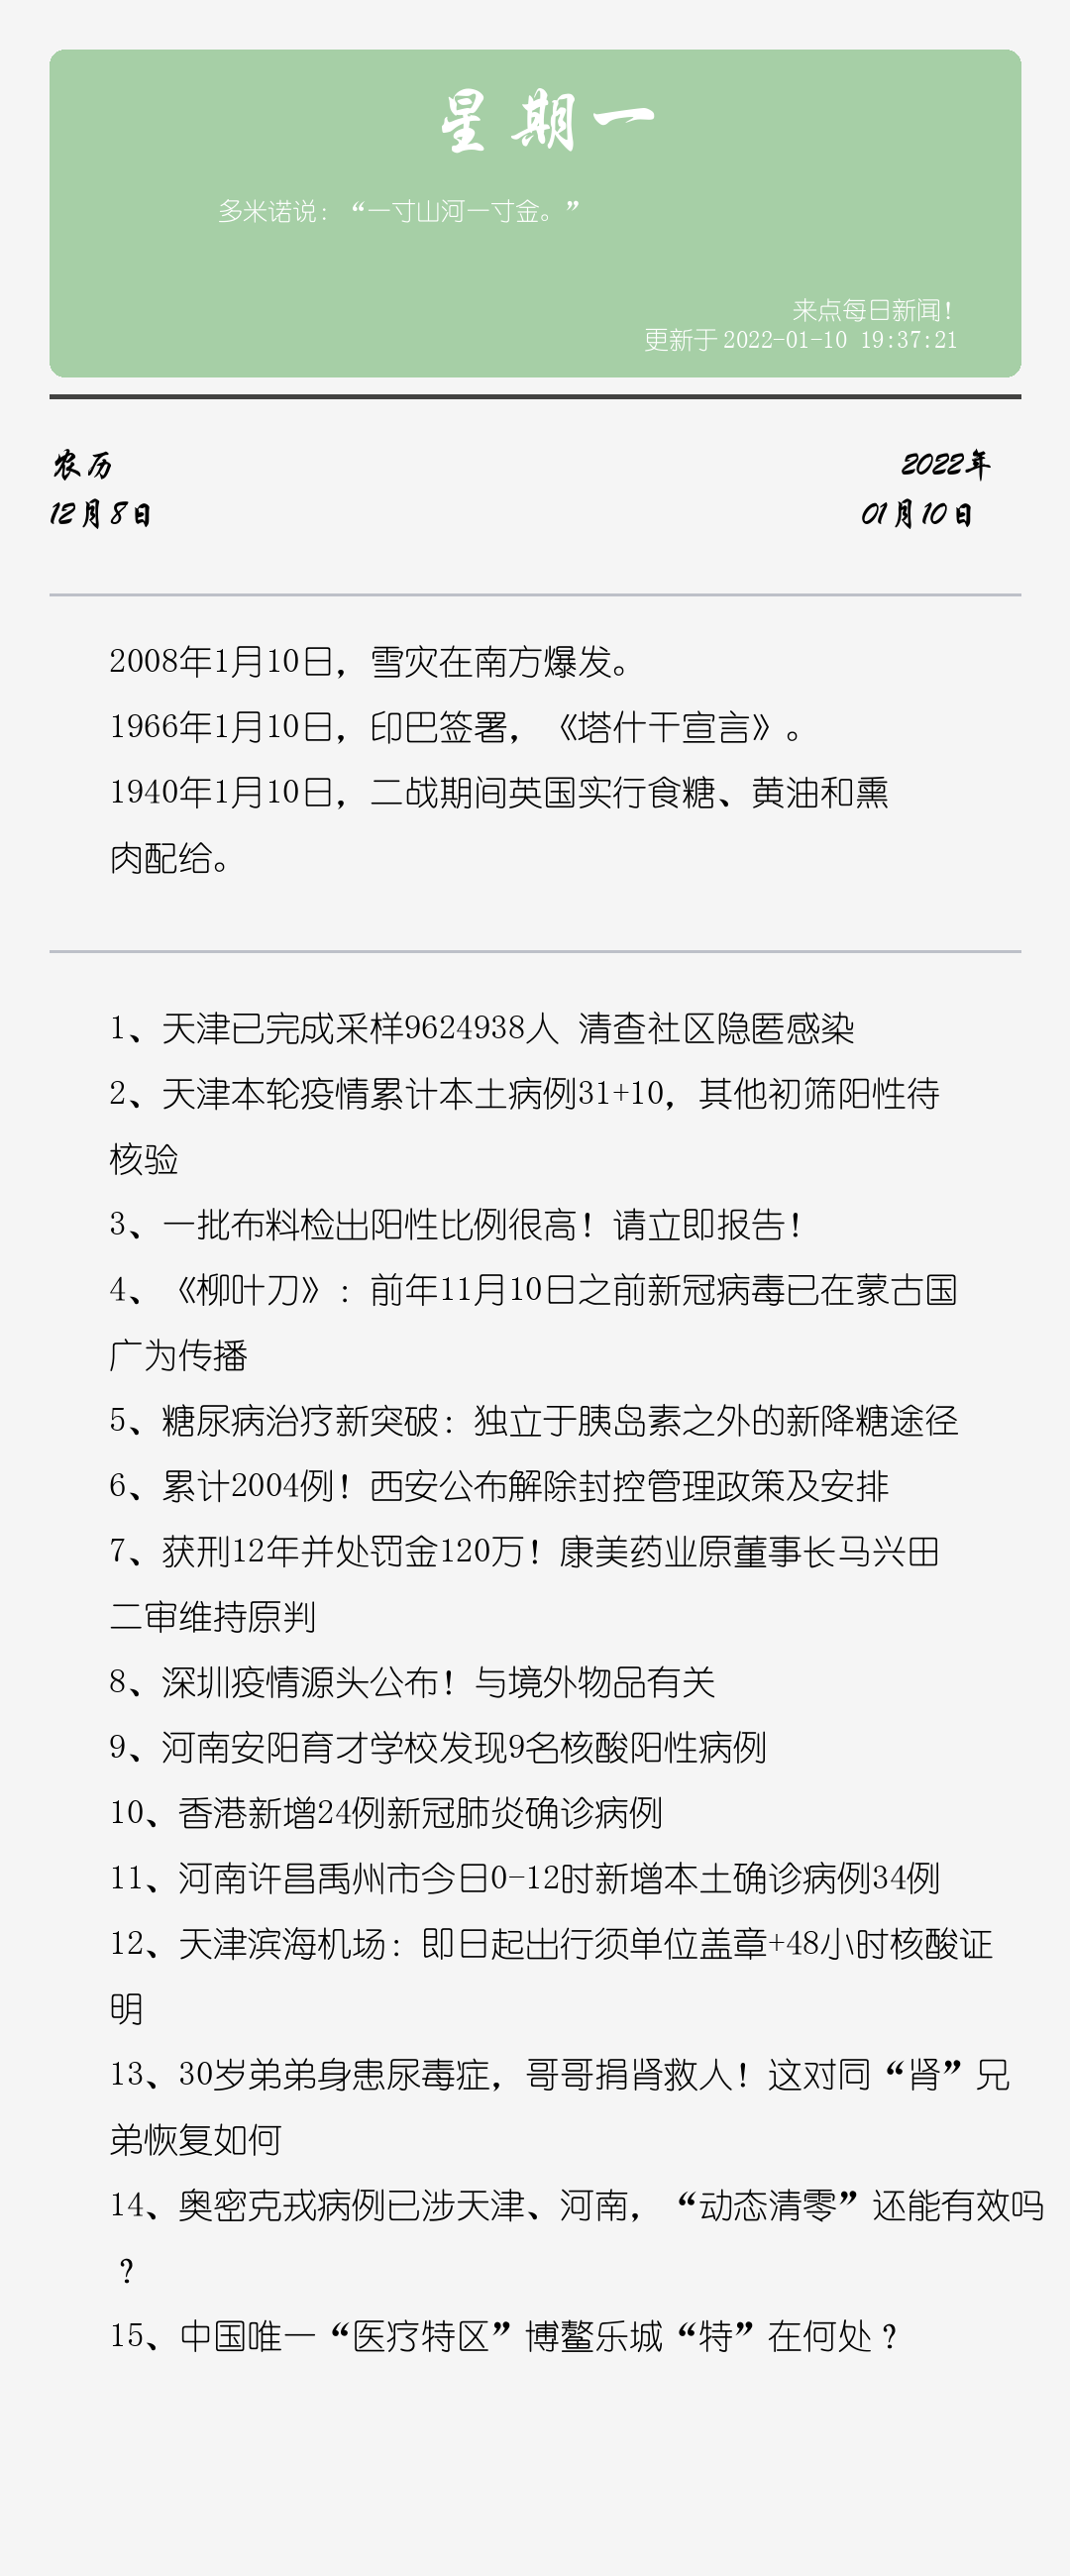 星期一
多米诺说：“一寸山河一寸金。”
来点每日新闻！
更新于 2022-01-10 19:37:21
农历
2022年
12月8日
01月10日
2008年1月10日，雪灾在南方爆发。
1966年1月10日，印巴签署，《塔什干宣言》。
1940年1月10日，二战期间英国实行食糖、黄油和熏
肉配给。
1、天津已完成采样9624938人 清查社区隐匿感染
2、天津本轮疫情累计本土病例31+10，其他初筛阳性待
核验
3、一批布料检出阳性比例很高！请立即报告！
4、《柳叶刀》：前年11月10日之前新冠病毒已在蒙古国
广为传播
5、糖尿病治疗新突破：独立于胰岛素之外的新降糖途径
6、累计2004例！西安公布解除封控管理政策及安排
7、获刑12年并处罚金120万！康美药业原董事长马兴田
二审维持原判
8、深圳疫情源头公布！与境外物品有关
9、河南安阳育才学校发现9名核酸阳性病例
10、香港新增24例新冠肺炎确诊病例
11、河南许昌禹州市今日0-12时新增本土确诊病例34例
12、天津滨海机场：即日起出行须单位盖章+48小时核酸证
明
13、30岁弟弟身患尿毒症，哥哥捐肾救人！这对同“肾”兄
弟恢复如何
14、奥密克戎病例已涉天津、河南，“动态清零”还能有效吗
？
15、中国唯一“医疗特区”博鳌乐城“特”在何处？